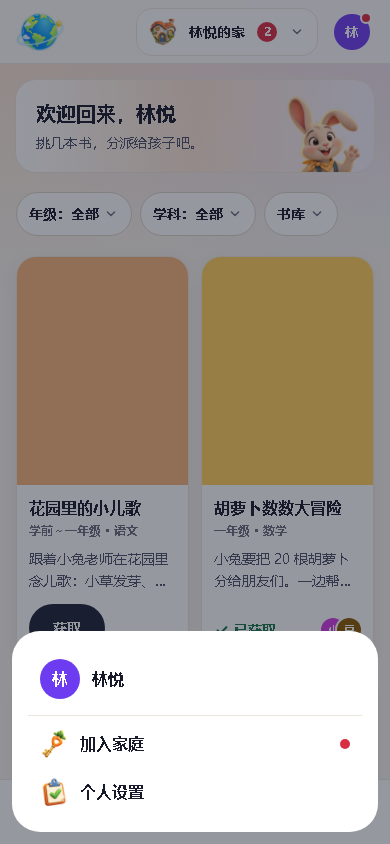 林悦的家 2
林
欢迎回来，林悦
挑几本书，分派给孩子吧。
年级：全部
学科：全部
书库
花园里的小儿歌
学前～一年级·语文
跟着小兔老师在花园里
念儿歌：小草发芽、...
获取
胡萝卜数数大冒险
一年级·数学
小兔要把 20 根胡萝卜
分给朋友们。一边帮...
已获取
林 林悦
加入家庭
个人设置